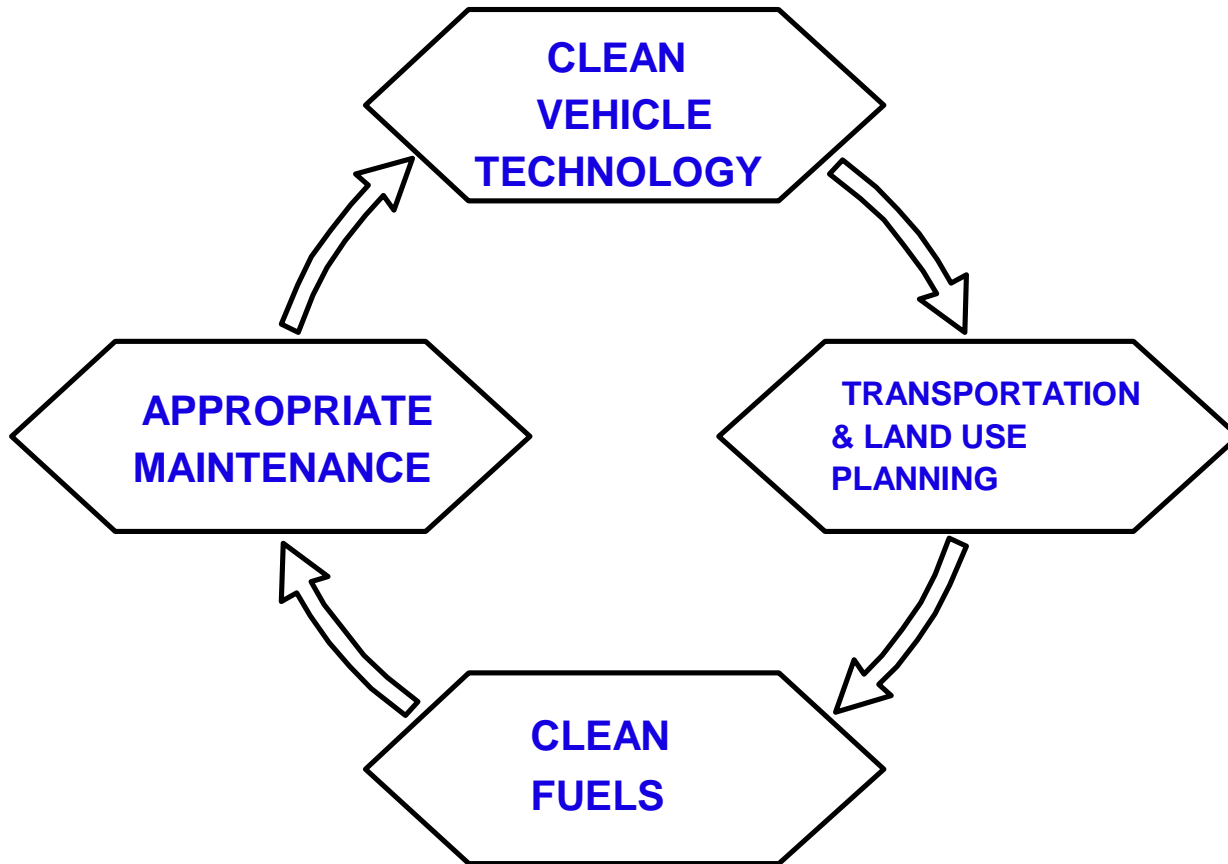 CLEAN
VEHICLE
TECHNOLOGY
APPROPRIATE
MAINTENANCE
TRANSPORTATION
& LAND USE
PLANNING
CLEAN
FUELS